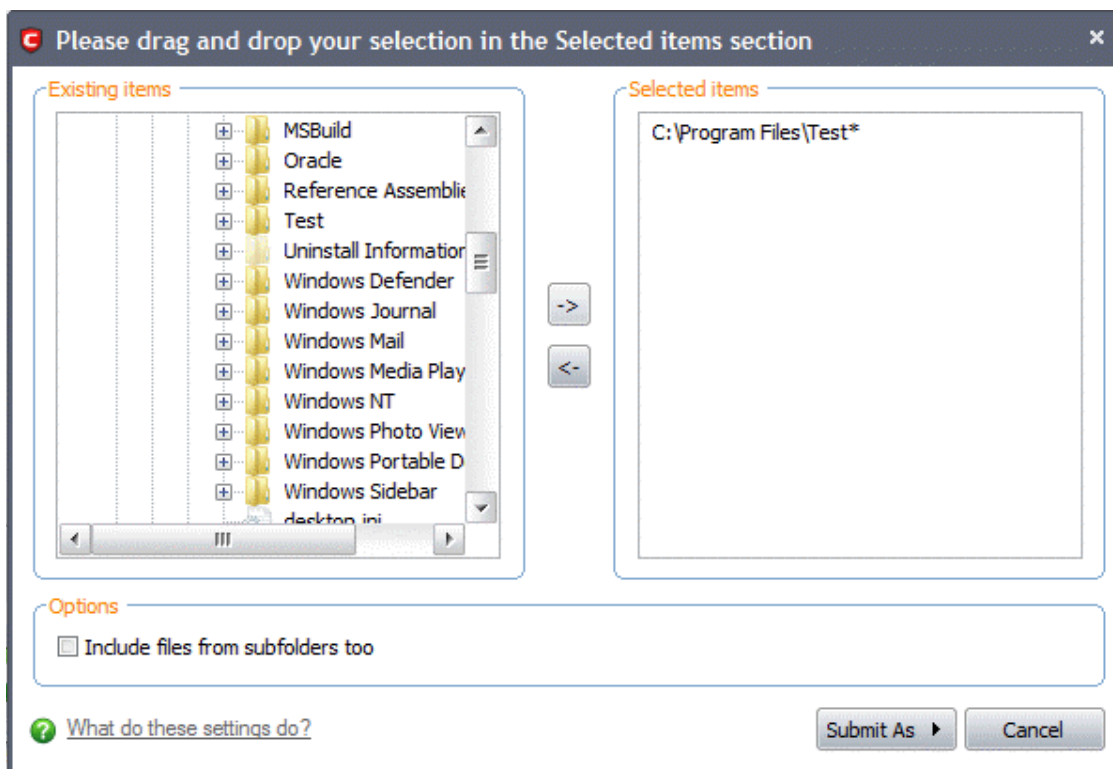 Please drag and drop your selection in the Selected items section
Existing items
MSBuild
Oracle
Reference Assemblie
Test
Uninstall Information
Windows Defender
Windows Journal
Windows Mail
Windows Media Play
Windows NT
Windows Photo View
Windows Portable D
Windows Sidebar
desktop.ini
->
<-
Selected items
C:\Program Files\Test*
Options
Include files from subfolders too
What do these settings do?
Submit As
Cancel